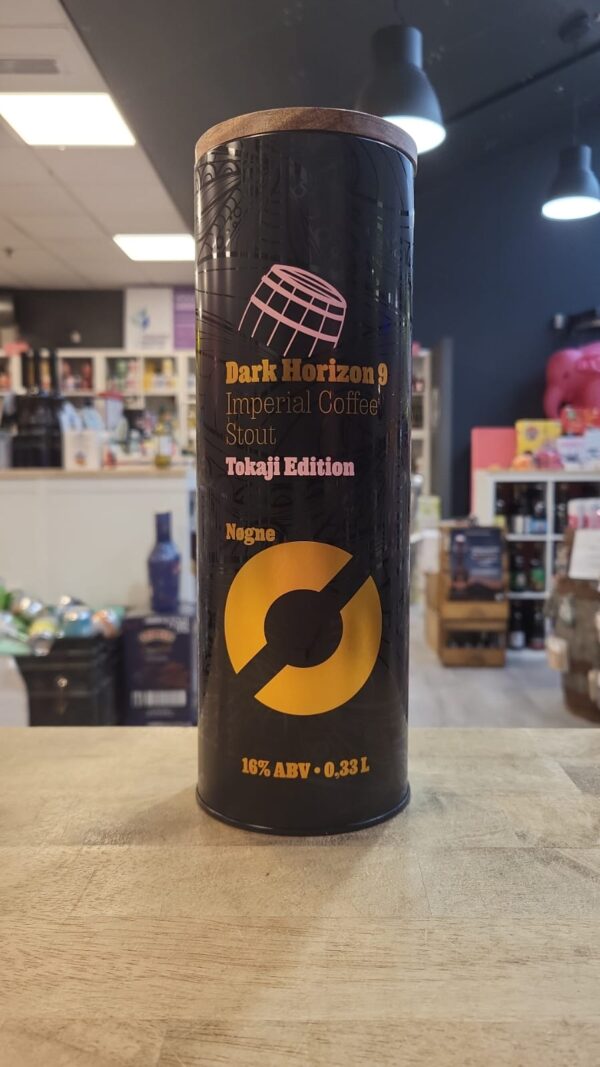 Dark Horizon 9
Imperial Coffee
Stout
Tokaji Edition
Nøgne
16% ABV • 0,33 L